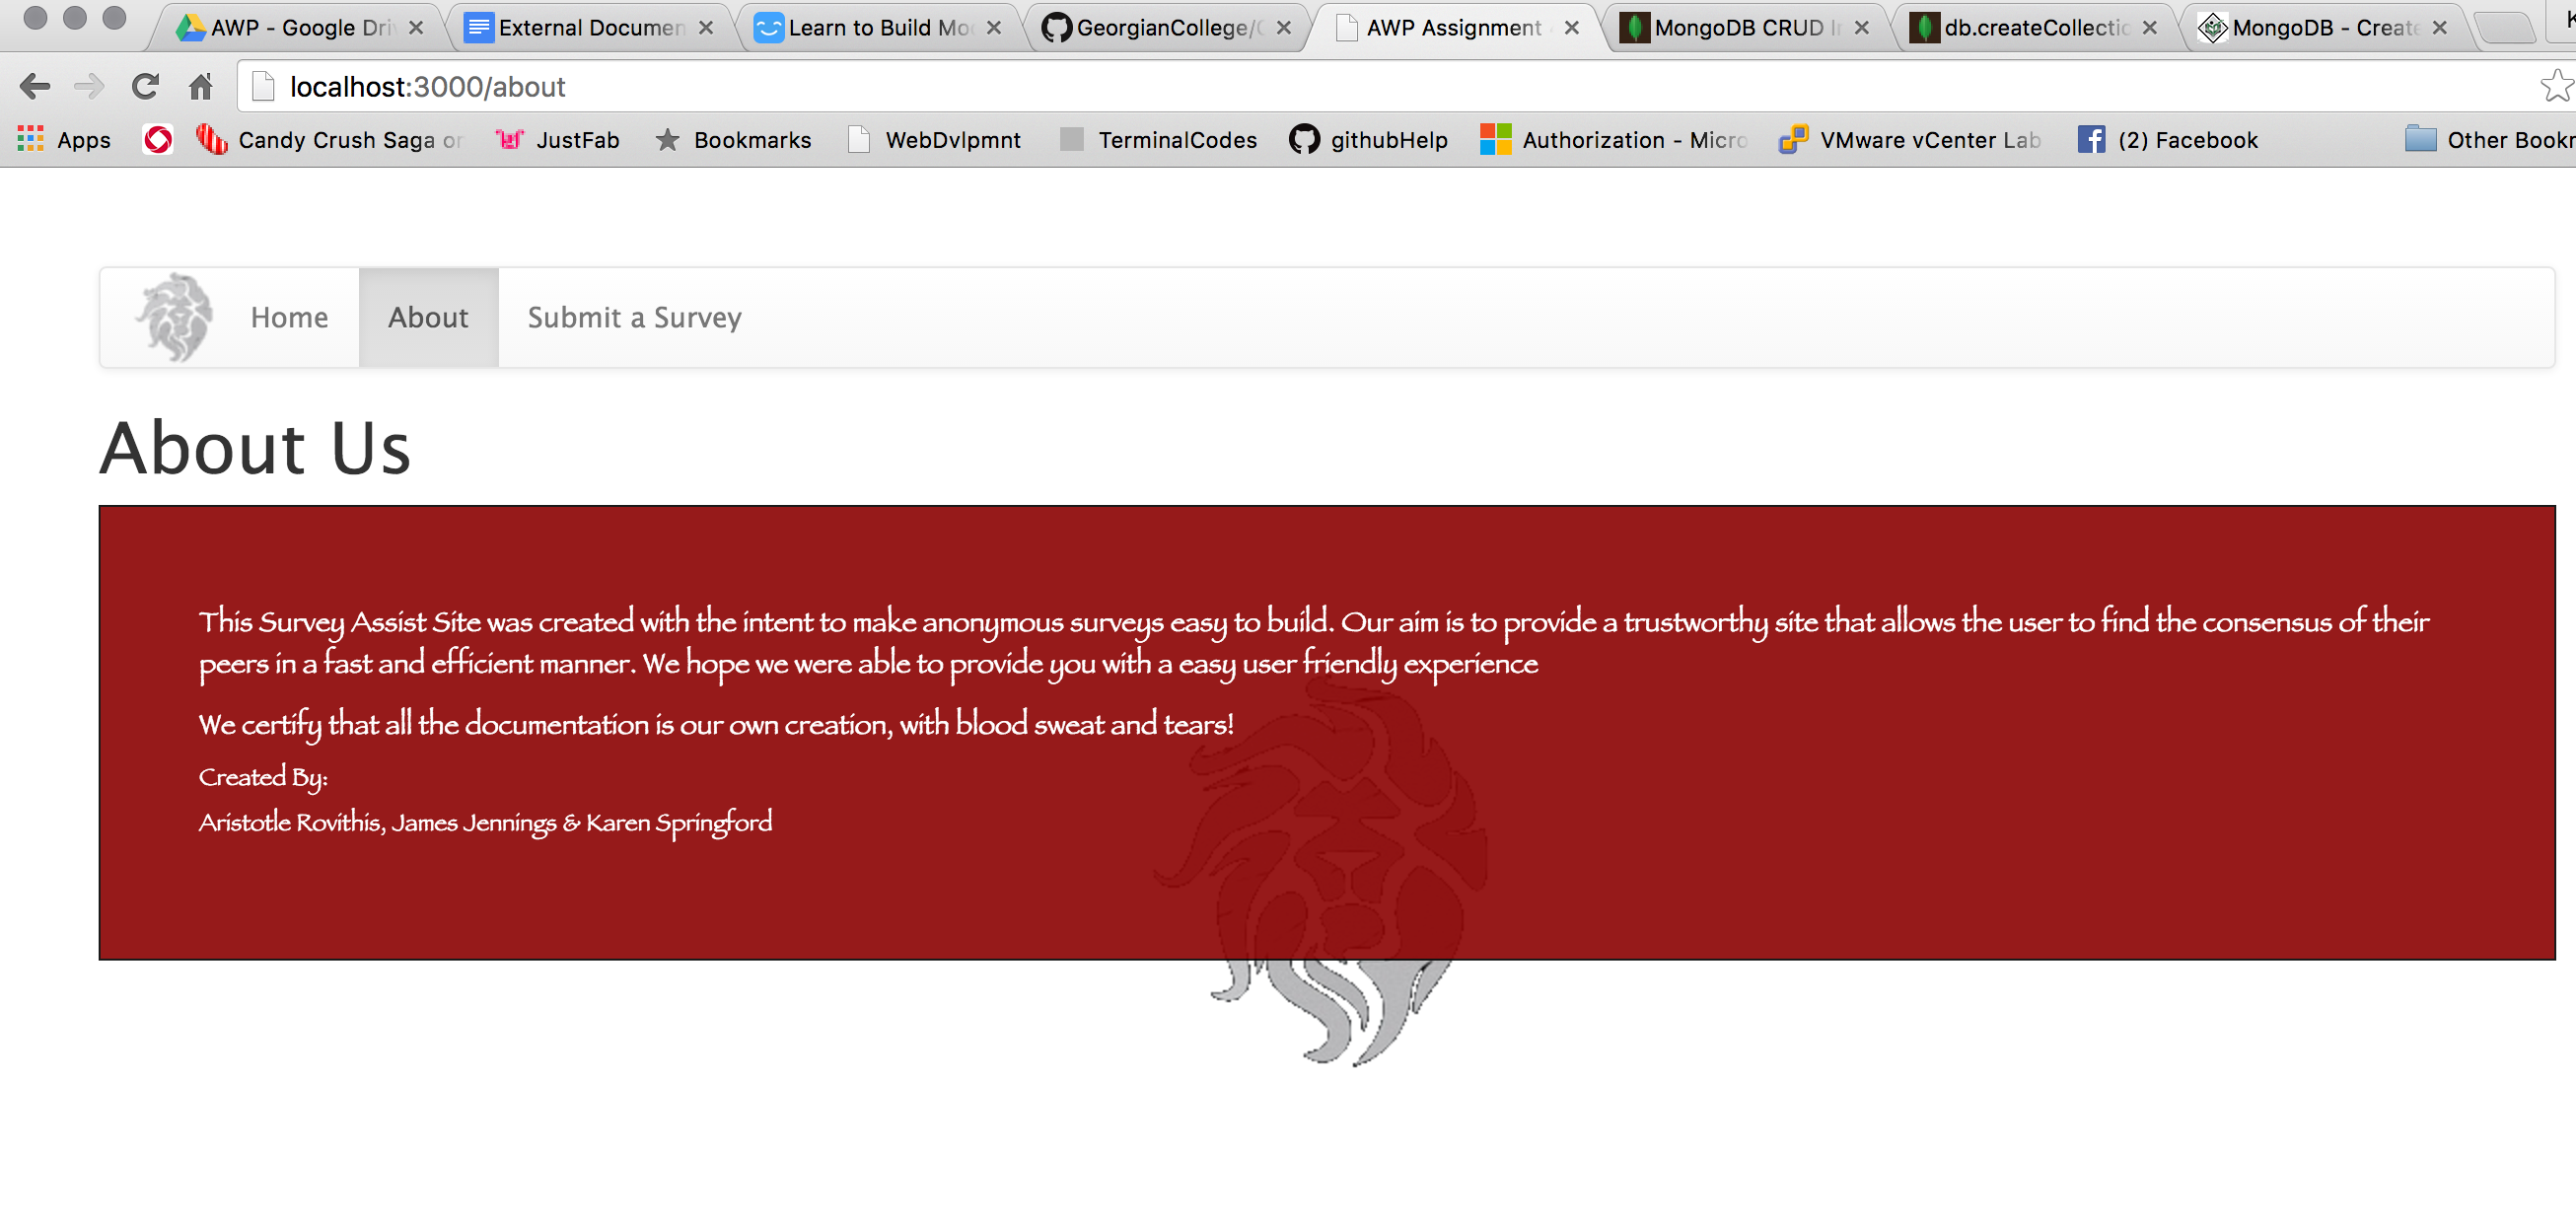 AWP - Google Dri
External Documen
Learn to Build Mo
GeorgianCollege/
AWP Assignment
MongoDB CRUD I
db.createCollectio
MongoDB - Create
localhost:3000/about
Apps
Candy Crush Saga or
JustFab
Bookmarks
WebDvlpmnt
TerminalCodes
githubHelp
Authorization - Micro
VMware vCenter Lab
(2) Facebook
Other Bookm
Home
About
Submit a Survey
About Us
This Survey Assist Site was created with the intent to make anonymous surveys easy to build. Our aim is to provide a trustworthy site that allows the user to find the consensus of their
peers in a fast and efficient manner. We hope we were able to provide you with a easy user friendly experience
We certify that all the documentation is our own creation, with blood sweat and tears!
Created By:
Aristotle Rovithis, James Jennings & Karen Springford